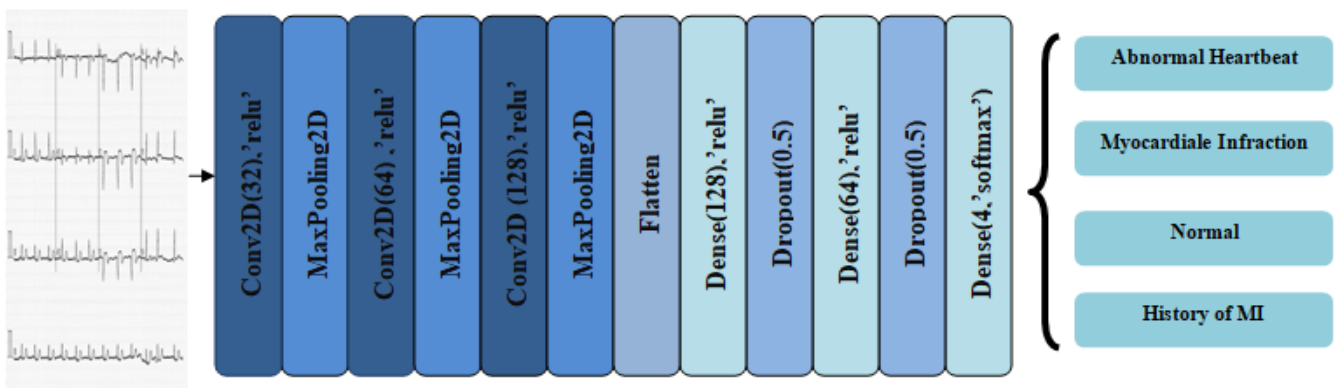 Conv2D(32).’relu’
MaxPooling2D
Conv2D(64) .’relu’
MaxPooling2D
Conv2D (128).’relu’
MaxPooling2D
Flatten
Dense(128).’relu’
Dropout(0.5)
Dense(64).’relu’
Dropout(0.5)
Dense(4.’softmax’)
Abnormal Heartbeat
Myocardiale Infraction
Normal
History of MI